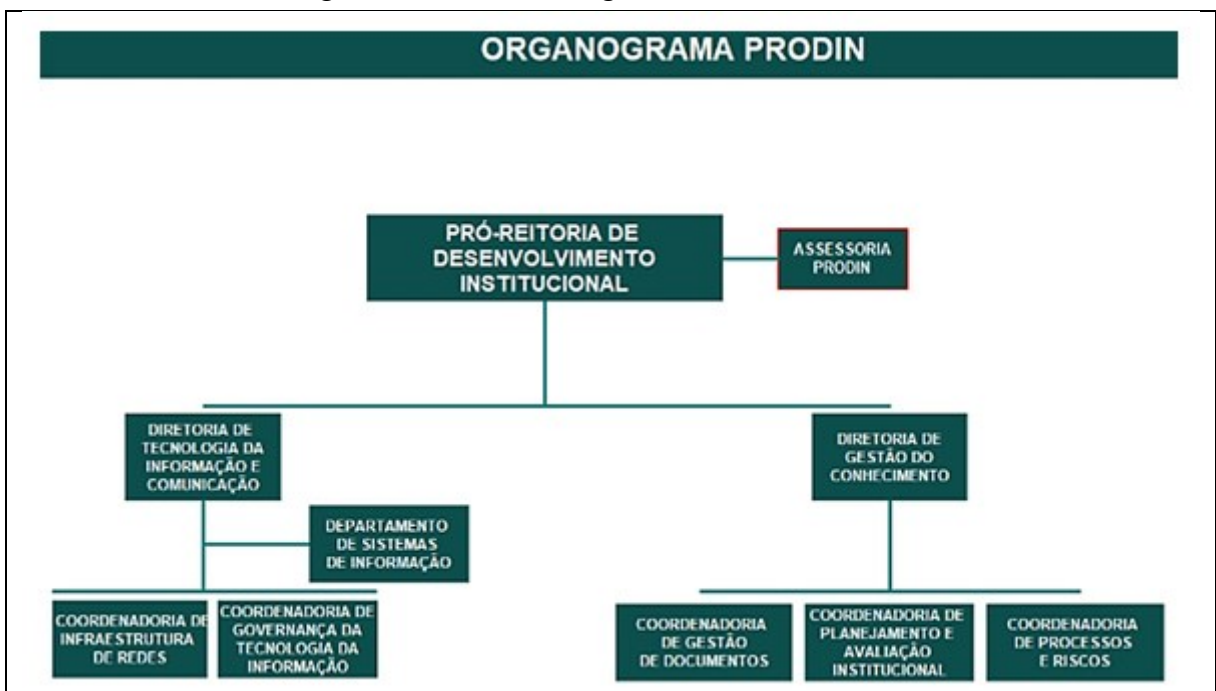 ORGANOGRAMA PRODIN
PRÓ-REITORIA DE
DESENVOLVIMENTO
INSTITUCIONAL
ASSESSORIA
PRODIN
DIRETORIA DE
TECNOLOGIA DA
INFORMAÇÃO E
COMUNICAÇÃO
DIRETORIA DE
GESTÃO DO
CONHECIMENTO
DEPARTAMENTO
DE SISTEMAS
DE INFORMAÇÃO
COORDENADORIA DE
INFRAESTRUTURA
DE REDES
COORDENADORIA DE
GOVERNANÇA DA
TECNOLOGIA DA
INFORMAÇÃO
COORDENADORIA
DE GESTÃO
DE DOCUMENTOS
COORDENADORIA DE
PLANEJAMENTO E
AVALIAÇÃO
INSTITUCIONAL
COORDENADORIA
DE PROCESSOS
E RISCOS